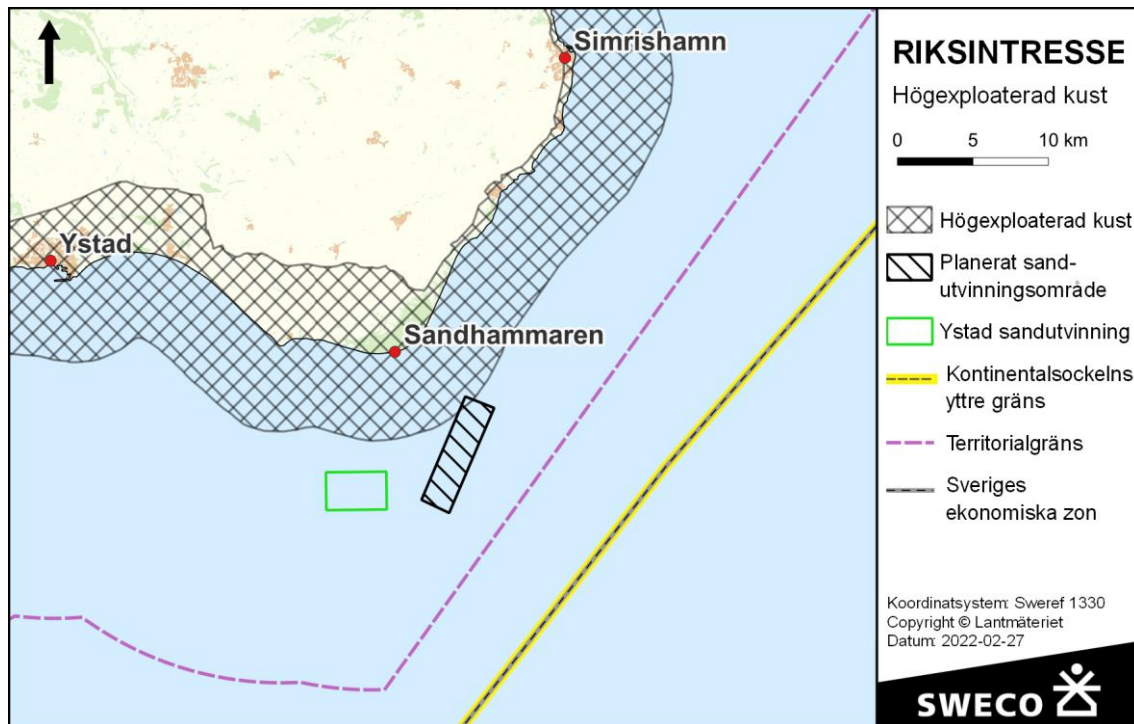 Simrishamn
Ystad
Sandhammaren
RIKSINTRESSE
Högexploaterad kust
0 5 10 km
Högexploaterad kust
Planerat sand-
utvinningsområde
Ystad sandutvinning
Kontinentalsockelns
yttre gräns
Territorialgräns
Sveriges
ekonomiska zon
Koordinatsystem: Sweref 1330
Copyright © Lantmäteriet
Datum: 2022-02-27
SWECO